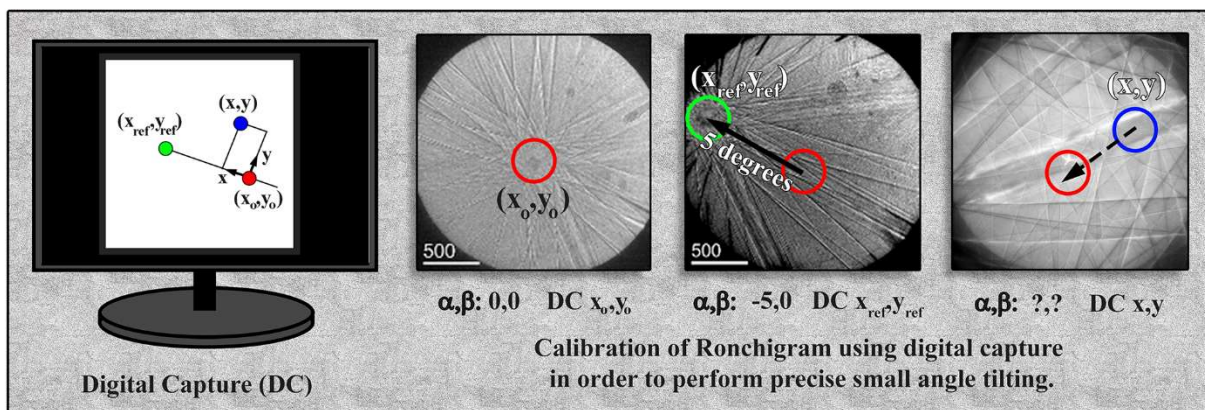 (x,y)
(x_ref,y_ref)
y
x
(x_o,y_o)
Digital Capture (DC)
(x_o,y_o)
500
α,β: 0,0 DC x_o,y_o
(x_ref,y_ref)
5 degrees
500
α,β: -5,0 DC x_ref,y_ref
(x,y)
α,β: ?,? DC x,y
Calibration of Ronchigram using digital capture
in order to perform precise small angle tilting.